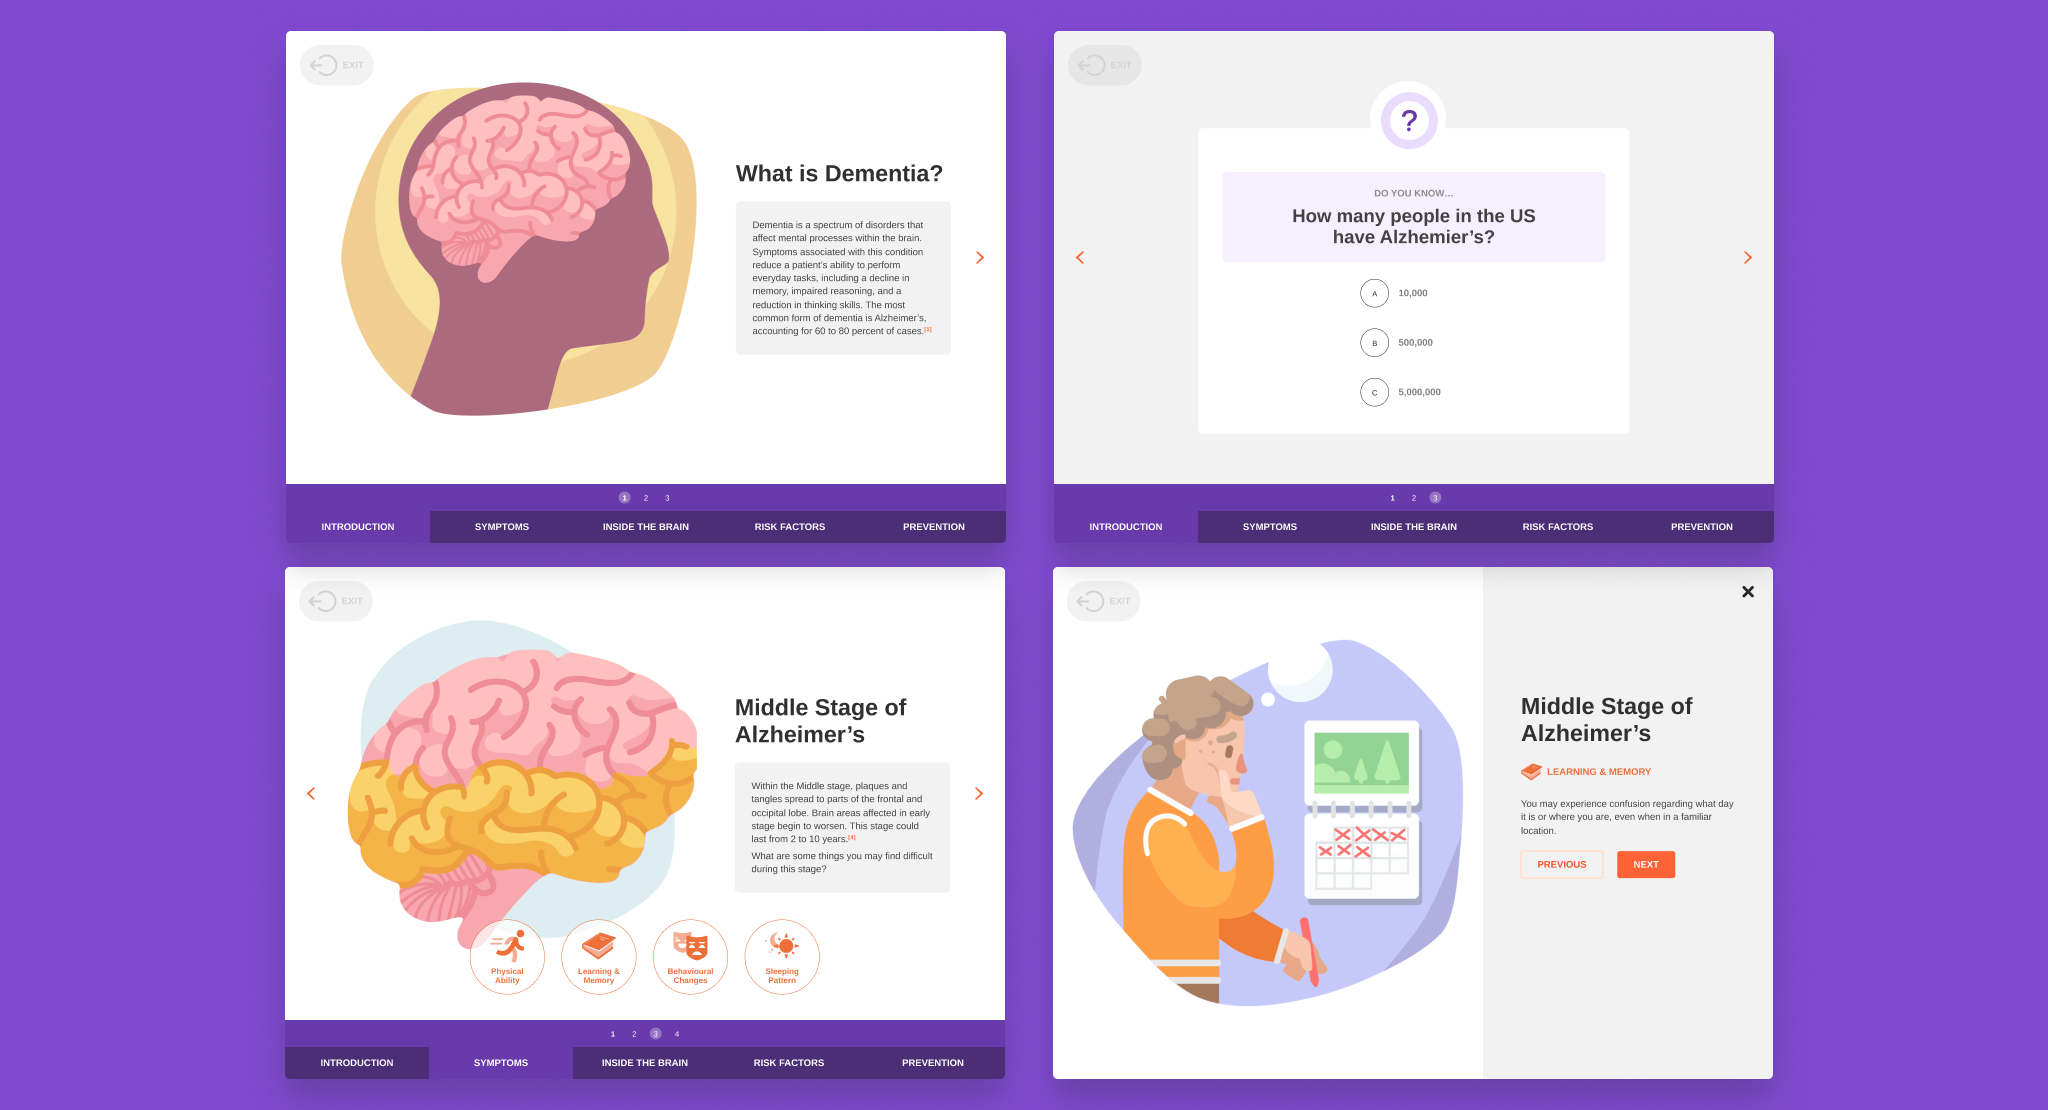 EXIT
What is Dementia?
Dementia is a spectrum of disorders that
affect mental processes within the brain.
Symptoms associated with this condition
reduce a patient’s ability to perform
everyday tasks, including a decline in
memory, impaired reasoning, and a
reduction in thinking skills. The most
common form of dementia is Alzheimer’s,
accounting for 60 to 80 percent of cases.[1]
1 2 3
INTRODUCTION SYMPTOMS INSIDE THE BRAIN RISK FACTORS PREVENTION
EXIT
?
DO YOU KNOW...
How many people in the US
have Alzhemier’s?
A 10,000
B 500,000
C 5,000,000
1 2 3
INTRODUCTION SYMPTOMS INSIDE THE BRAIN RISK FACTORS PREVENTION
EXIT
Middle Stage of
Alzheimer’s
Within the Middle stage, plaques and
tangles spread to parts of the frontal and
occipital lobe. Brain areas affected in early
stage begin to worsen. This stage could
last from 2 to 10 years.[4]
What are some things you may find difficult
during this stage?
Physical
Ability
Learning &
Memory
Behavioural
Changes
Sleeping
Pattern
1 2 3 4
INTRODUCTION SYMPTOMS INSIDE THE BRAIN RISK FACTORS PREVENTION
EXIT
Middle Stage of
Alzheimer’s
LEARNING & MEMORY
You may experience confusion regarding what day
it is or where you are, even when in a familiar
location.
PREVIOUS NEXT